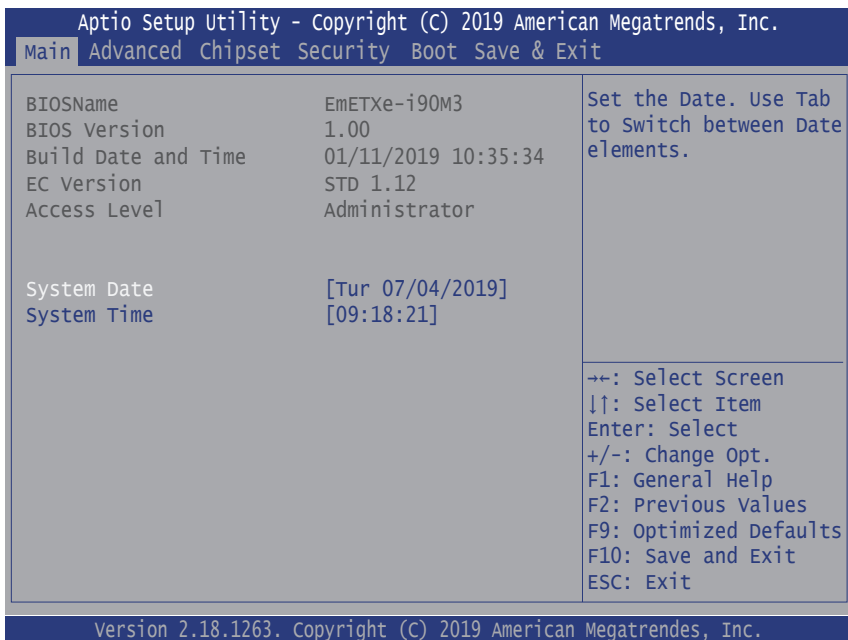 Aptio Setup Utility - Copyright (C) 2019 American Megatrends, Inc.
Main Advanced Chipset Security Boot Save & Exit
BIOSName EmETXe-i90M3
BIOS Version 1.00
Build Date and Time 01/11/2019 10:35:34
EC Version STD 1.12
Access Level Administrator
System Date [Tur 07/04/2019]
System Time [09:18:21]
Set the Date. Use Tab
to Switch between Date
elements.
→←: Select Screen
↓↑: Select Item
Enter: Select
+/-: Change Opt.
F1: General Help
F2: Previous Values
F9: Optimized Defaults
F10: Save and Exit
ESC: Exit
Version 2.18.1263. Copyright (C) 2019 American Megatrendes, Inc.